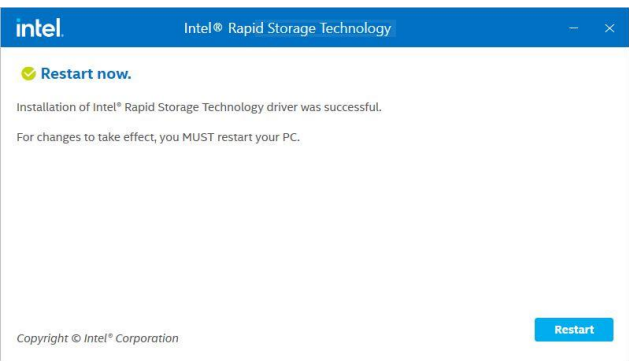 intel.
Intel® Rapid Storage Technology
Restart now.
Installation of Intel® Rapid Storage Technology driver was successful.
For changes to take effect, you MUST restart your PC.
Restart
Copyright © Intel® Corporation